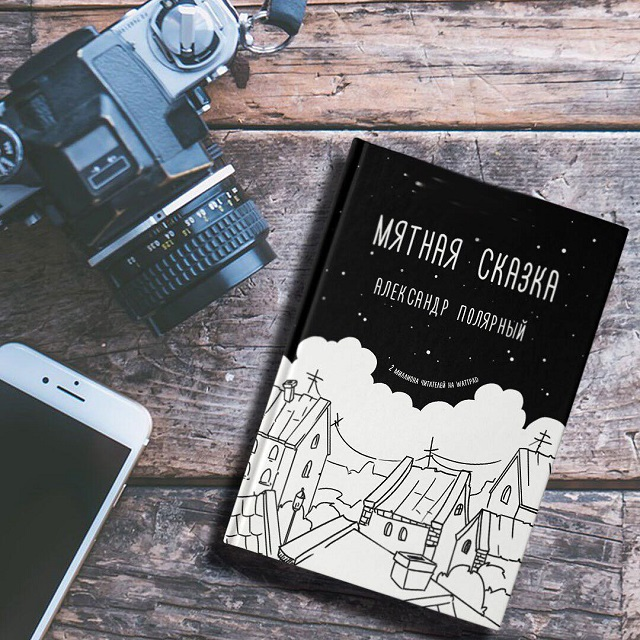 МЯТНАЯ СКАЗКА
АЛЕКСАНДР ПОЛЯРНЫЙ
2 МИЛЛИОНА ЧИТАТЕЛЕЙ НА WATTPAD